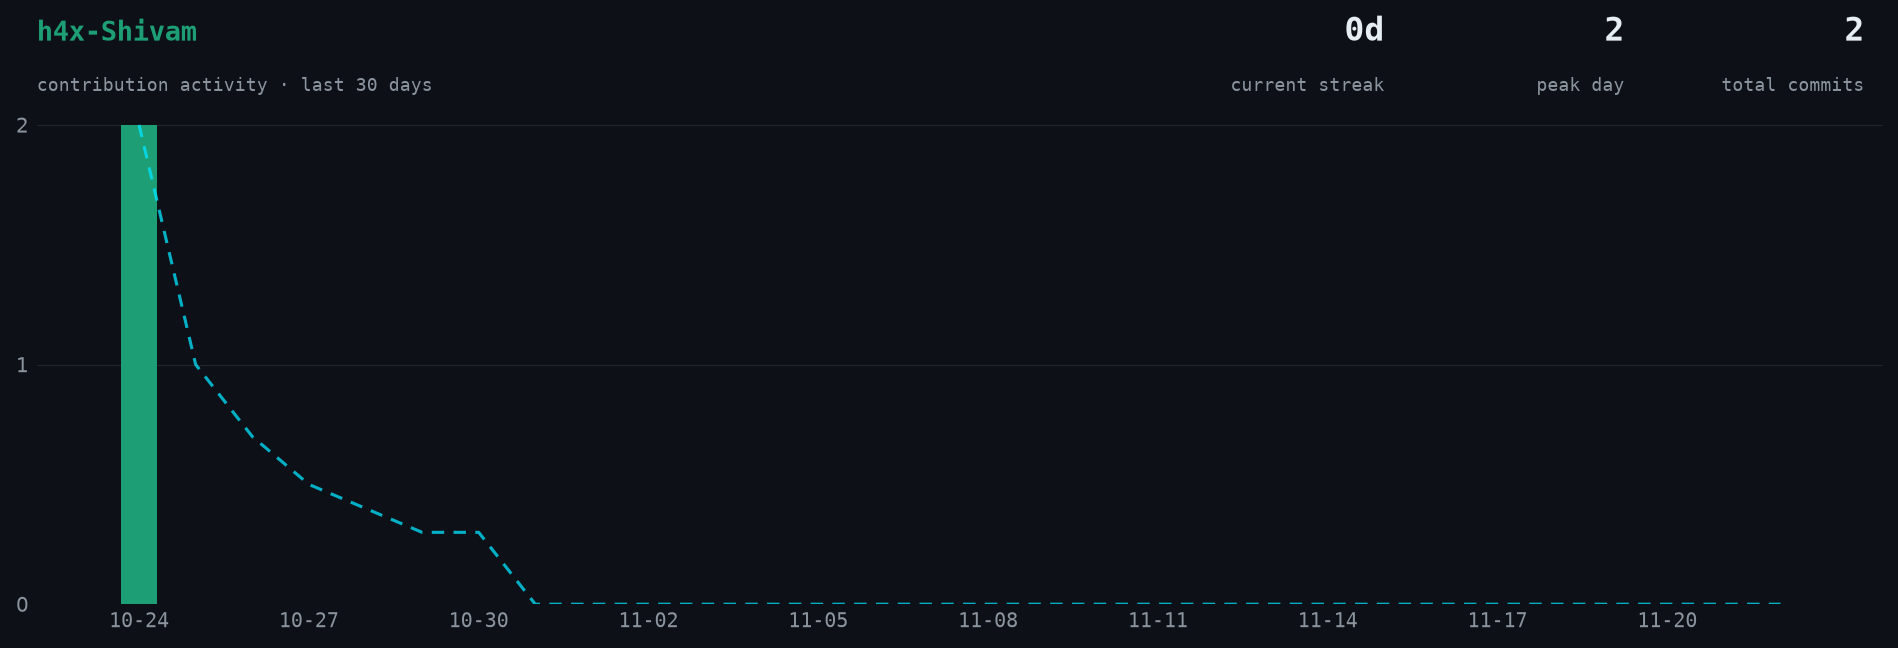 h4x-Shivam
0d
2
2
contribution activity · last 30 days
current streak
peak day
total commits
2
1
0
10-24
10-27
10-30
11-02
11-05
11-08
11-11
11-14
11-17
11-20